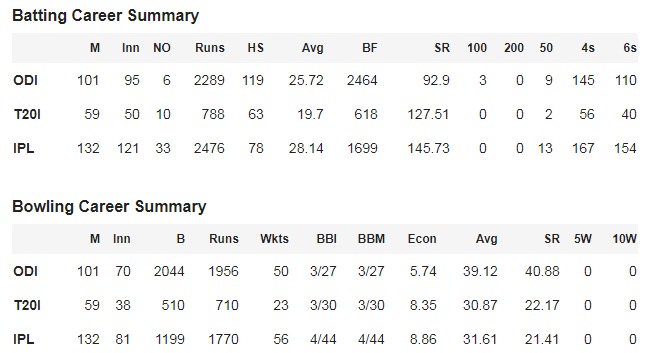 Batting Career Summary
M Inn NO Runs HS Avg BF SR 100 200 50 4s 6s
ODI 101 95 6 2289 119 25.72 2464 92.9 3 0 9 145 110
T20I 59 50 10 788 63 19.7 618 127.51 0 0 2 56 40
IPL 132 121 33 2476 78 28.14 1699 145.73 0 0 13 167 154
Bowling Career Summary
M Inn B Runs Wkts BBI BBM Econ Avg SR 5W 10W
ODI 101 70 2044 1956 50 3/27 3/27 5.74 39.12 40.88 0 0
T20I 59 38 510 710 23 3/30 3/30 8.35 30.87 22.17 0 0
IPL 132 81 1199 1770 56 4/44 4/44 8.86 31.61 21.41 0 0